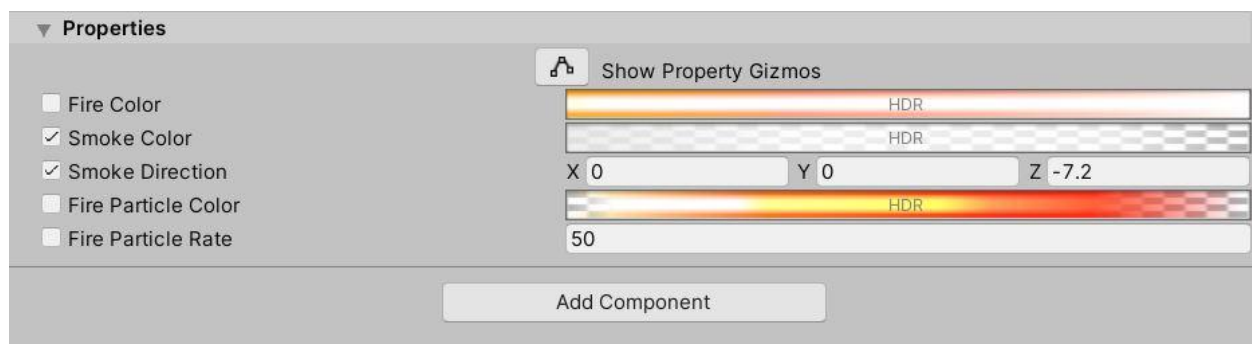 Properties
Show Property Gizmos
Fire Color HDR
Smoke Color HDR
Smoke Direction X 0 Y 0 Z -7.2
Fire Particle Color HDR
Fire Particle Rate 50
Add Component